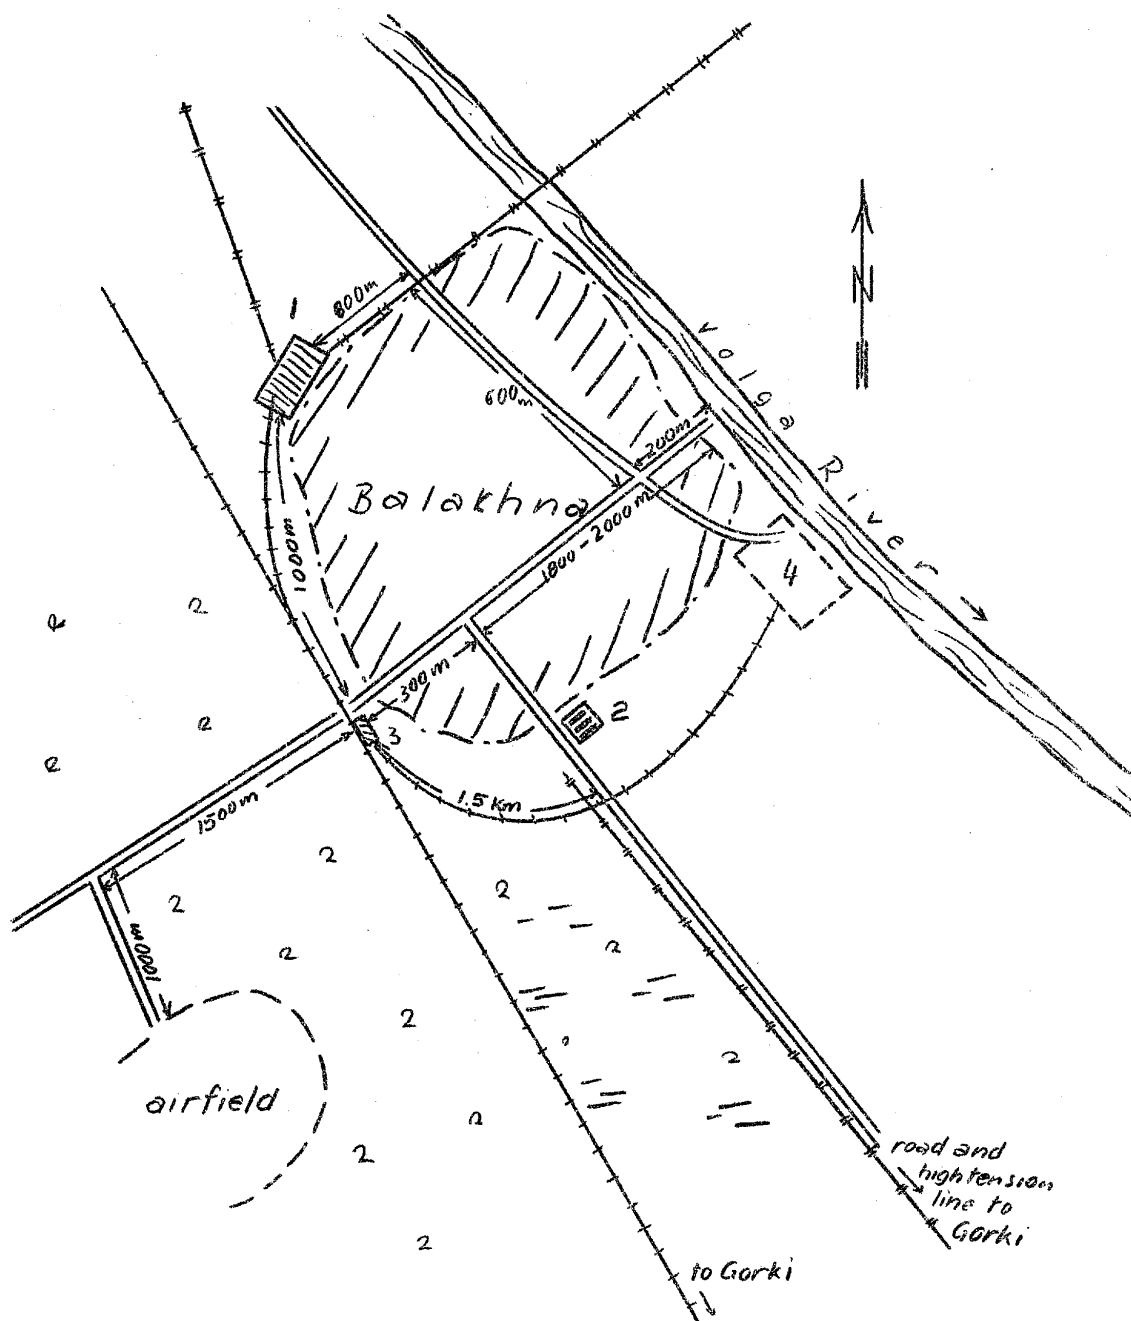 1
800m
N
Volga River
600m
200m
Balakhna
1800-2000m
4
1000m
300m
2
3
1500m
1.5 Km
1000m
airfield
road and
high tension
line to
Gorki
to Gorki